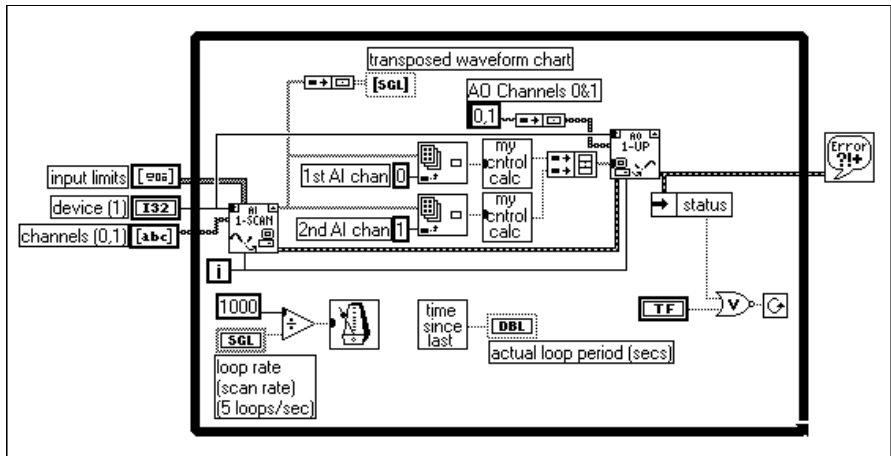 transposed waveform chart
[SGL]
AO Channels 0&1
0,1
AO
1-UP
Error
?!+
my
cntrol
calc
1st AI chan 0
input limits
device (1) I32
channels (0,1) [abc]
AI
1-SCAN
2nd AI chan 1
my
cntrol
calc
status
i
1000
SGL
loop rate
(scan rate)
(5 loops/sec)
time
since
last
DBL
actual loop period (secs)
TF
V